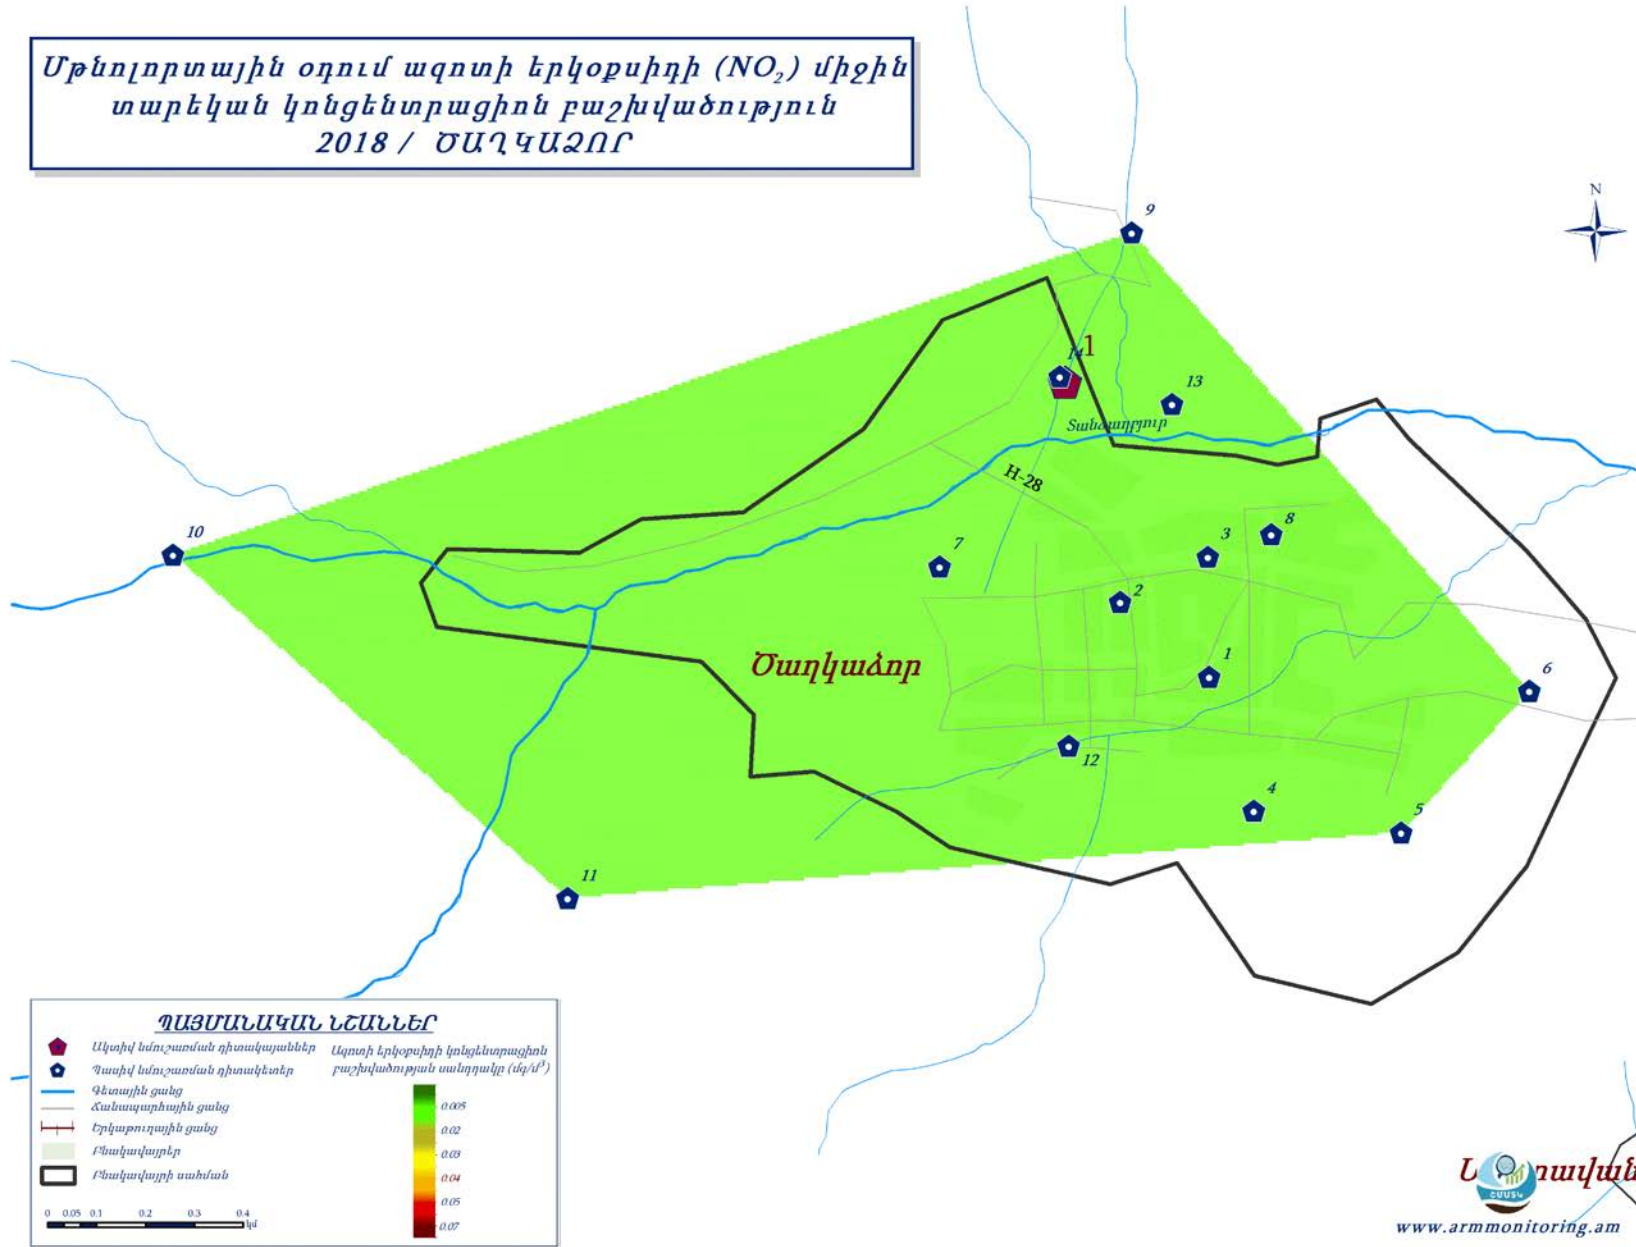 Մթնոլորտային օդում ազոտի երկօքսիդի (NO₂) միջին
տարեկան կոնցենտրացիոն բաշխվածություն
2018 / ԾԱՂԿԱՁՈՐ
N
9
14
1
13
Տանձաղբյուր
H-28
10
7
3
8
2
Ծաղկաձոր
1
6
12
4
5
11
ՊԱՅՄԱՆԱԿԱՆ ՆՇԱՆՆԵՐ
Ակտիվ նմուշառման դիտակայաններ
Պասիվ նմուշառման դիտակետեր
Գետային ցանց
Ճանապարհային ցանց
Երկաթուղային ցանց
Բնակավայրեր
Բնակավայրի սահման
0 0.05 0.1 0.2 0.3 0.4
կմ
Ազոտի երկօքսիդի կոնցենտրացիոն
բաշխվածության սանդղակը (մգ/մ³)
0.005
0.02
0.03
0.04
0.05
0.07
ՇՄՄՏԿ
www.armmonitoring.am